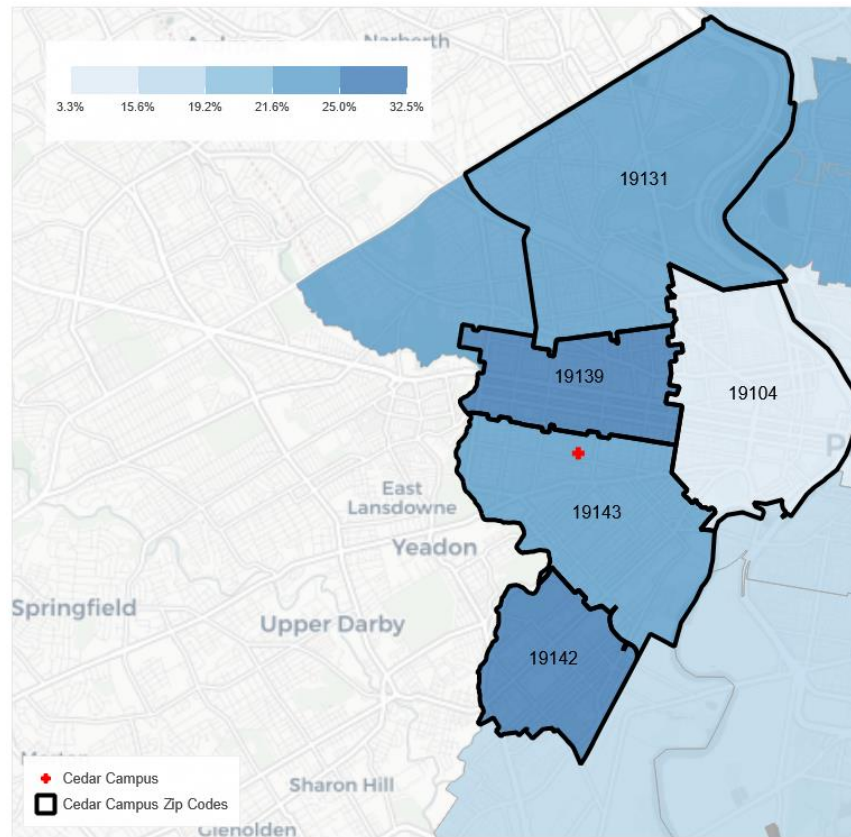 Narberth
3.3% 15.6% 19.2% 21.6% 25.0% 32.5%
19131
19139
19104
East
Lansdowne
19143
Yeadon
Springfield
Upper Darby
19142
Cedar Campus
Sharon Hill
Cedar Campus Zip Codes
Glenolden